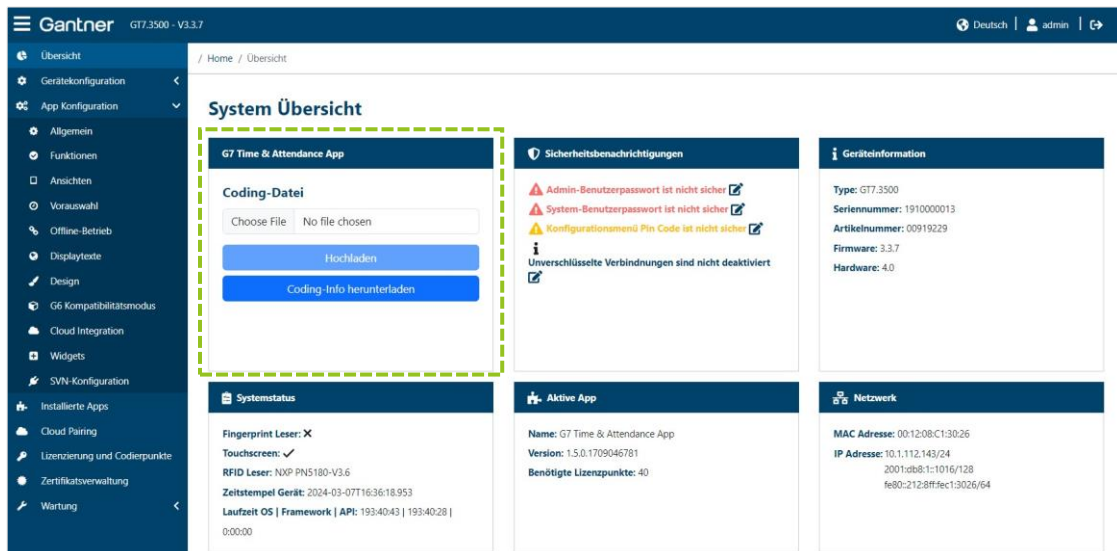 Gantner GT7.3500 - V3.3.7
Deutsch | admin |
Übersicht
Gerätekonfiguration
App Konfiguration
Allgemein
Funktionen
Ansichten
Vorauswahl
Offline-Betrieb
Displaytexte
Design
G6 Kompatibilitätsmodus
Cloud Integration
Widgets
SVN-Konfiguration
Installierte Apps
Cloud Pairing
Lizenzierung und Codierpunkte
Zertifikatsverwaltung
Wartung
/ Home / Übersicht
System Übersicht
G7 Time & Attendance App
Coding-Datei
Choose File No file chosen
Hochladen
Coding-Info herunterladen
Sicherheitsbenachrichtigungen
Admin-Benutzerpasswort ist nicht sicher
System-Benutzerpasswort ist nicht sicher
Konfigurationsmenü Pin Code ist nicht sicher
Unverschlüsselte Verbindnungen sind nicht deaktiviert
Geräteinformation
Type: GT7.3500
Seriennummer: 1910000013
Artikelnummer: 00919229
Firmware: 3.3.7
Hardware: 4.0
Systemstatus
Fingerprint Leser:
Touchscreen:
RFID Leser: NXP PN5180-V3.6
Zeitstempel Gerät: 2024-03-07T16:36:18.953
Laufzeit OS | Framework | API: 193:40:43 | 193:40:28 |
0:00:00
Aktive App
Name: G7 Time & Attendance App
Version: 1.5.0.1709046781
Benötigte Lizenzpunkte: 40
Netzwerk
MAC Adresse: 00:12:08:C1:30:26
IP Adresse: 10.1.112.143/24
2001:db8:1::1016/128
fe80::212:8ff:fec1:3026/64